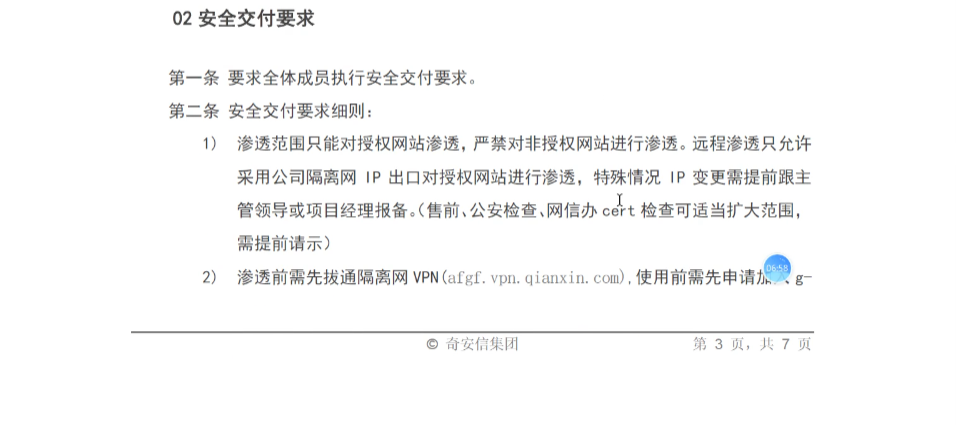 02 安全交付要求
第一条 要求全体成员执行安全交付要求。
第二条 安全交付要求细则：
1) 渗透范围只能对授权网站渗透，严禁对非授权网站进行渗透。远程渗透只允许
采用公司隔离网 IP 出口对授权网站进行渗透，特殊情况 IP 变更需提前跟主
管领导或项目经理报备。（售前、公安检查、网信办 cert 检查可适当扩大范围，
需提前请示）
2) 渗透前需先拔通隔离网 VPN(afgf.vpn.qianxin.com),使用前需先申请加入 g-
06:58
© 奇安信集团
第 3 页，共 7 页